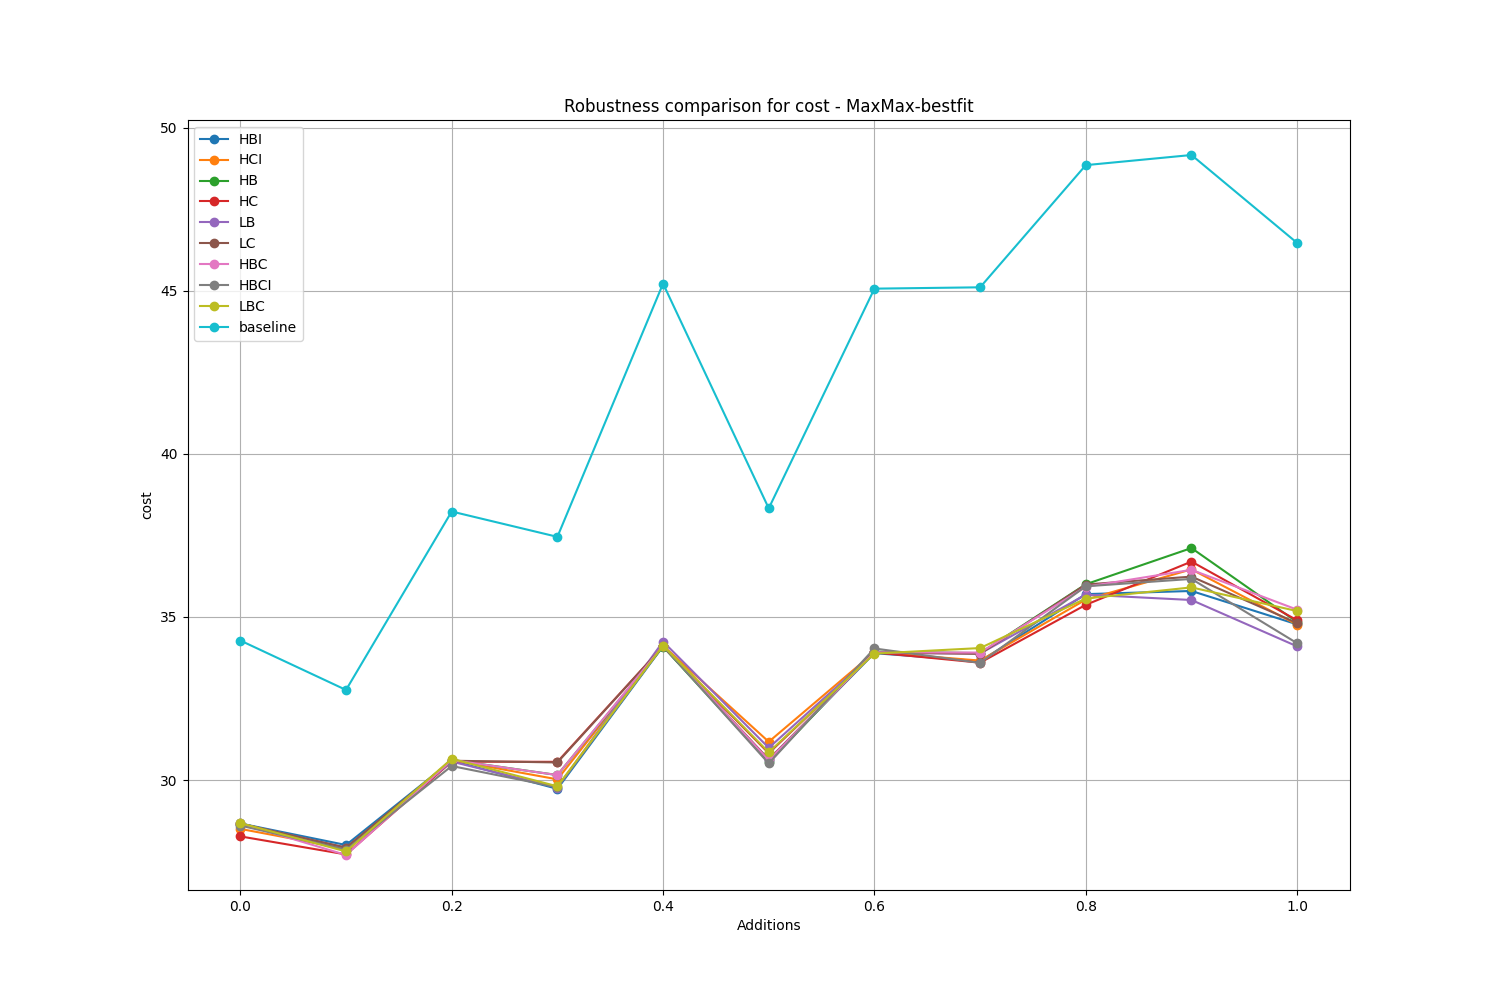 Robustness comparison for cost - MaxMax-bestfit
50
45
40
35
30
cost
HBI
HCI
HB
HC
LB
LC
HBC
HBCI
LBC
baseline
0.0 0.2 0.4 0.6 0.8 1.0
Additions